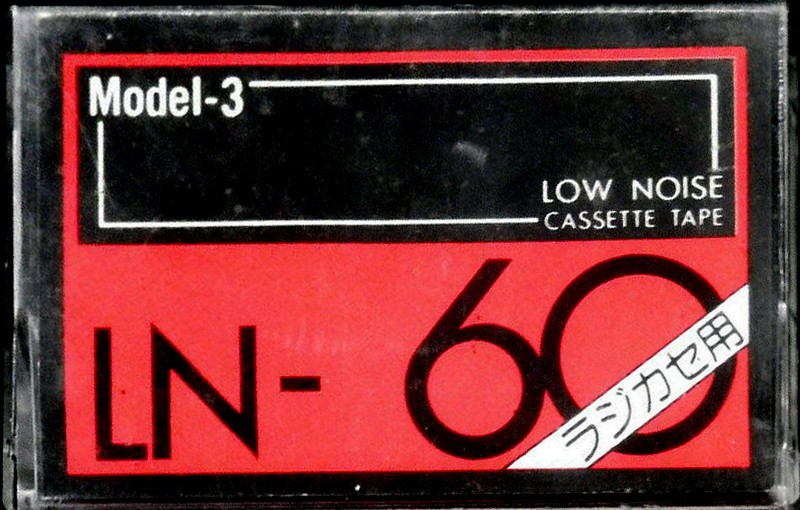 Model-3
LOW NOISE
CASSETTE TAPE
LN-60
ラジカセ用